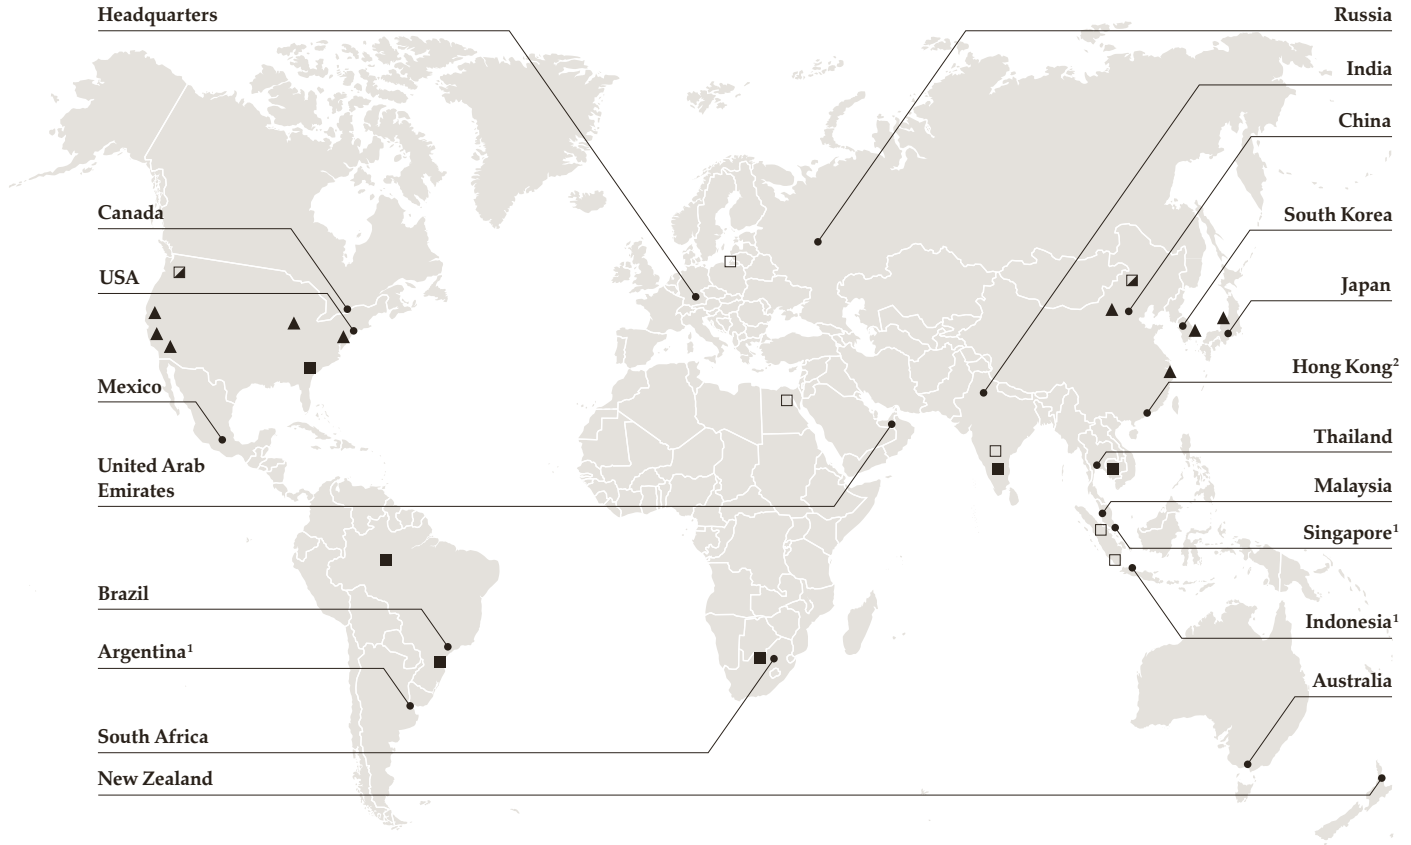 Headquarters
Canada
USA
Mexico
United Arab
Emirates
Brazil
Argentina¹
South Africa
New Zealand
Russia
India
China
South Korea
Japan
Hong Kong²
Thailand
Malaysia
Singapore¹
Indonesia¹
Australia